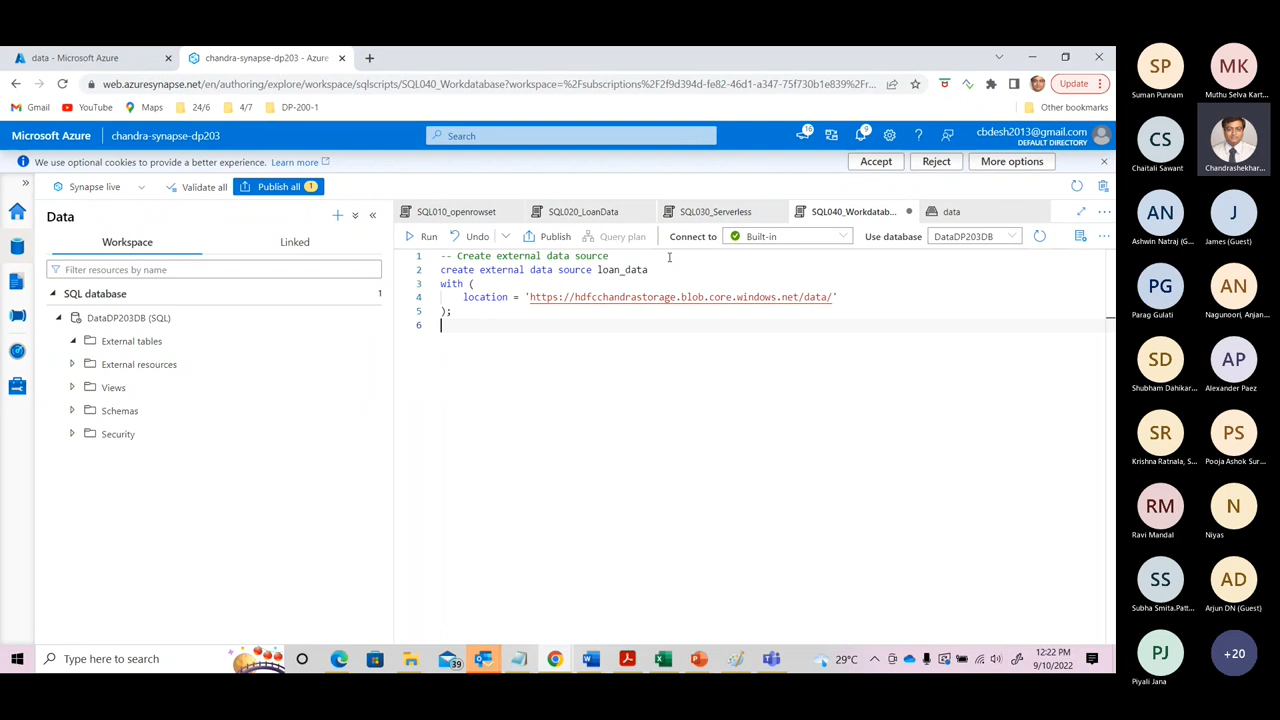 data - Microsoft Azure
chandra-synapse-dp203 - Azure
web.azuresynapse.net/en/authoring/explore/workspace/sqlscripts/SQL040_Workdatabase?workspace=%2Fsubscriptions%2F2f9d394d-fe82-46d1-a347-75f730b1e839%2Fr...
Update
Gmail
YouTube
Maps
24/6
4/7
DP-200-1
Other bookmarks
Microsoft Azure
chandra-synapse-dp203
Search
16
9
cbdesh2013@gmail.com
DEFAULT DIRECTORY
We use optional cookies to provide a better experience. Learn more
Accept
Reject
More options
Synapse live
Validate all
Publish all 1
Data
Workspace
Linked
Filter resources by name
SQL database 1
DataDP203DB (SQL)
External tables
External resources
Views
Schemas
Security
SQL010_openrowset
SQL020_LoanData
SQL030_Serverless
SQL040_Workdatab...
data
Run
Undo
Publish
Query plan
Connect to
Built-in
Use database
DataDP203DB
1 -- Create external data source
2 create external data source loan_data
3 with (
4 location = 'https://hdfcchandrastorage.blob.core.windows.net/data/'
5 );
6
Type here to search
39
29°C
ENG
12:22 PM
9/10/2022
SP
Suman Punnam
MK
Muthu Selva Kart...
CS
Chaitali Sawant
Chandrashekhar...
AN
Ashwin Natraj (G...
J
James (Guest)
PG
Parag Gulati
AN
Nagunoori, Anjan...
SD
Shubham Dahikar...
AP
Alexander Paez
SR
Krishna Ratnala, S...
PS
Pooja Ashok Sur...
RM
Ravi Mandal
N
Niyas
SS
Subha Smita.Patt...
AD
Arjun DN (Guest)
PJ
Piyali Jana
+20